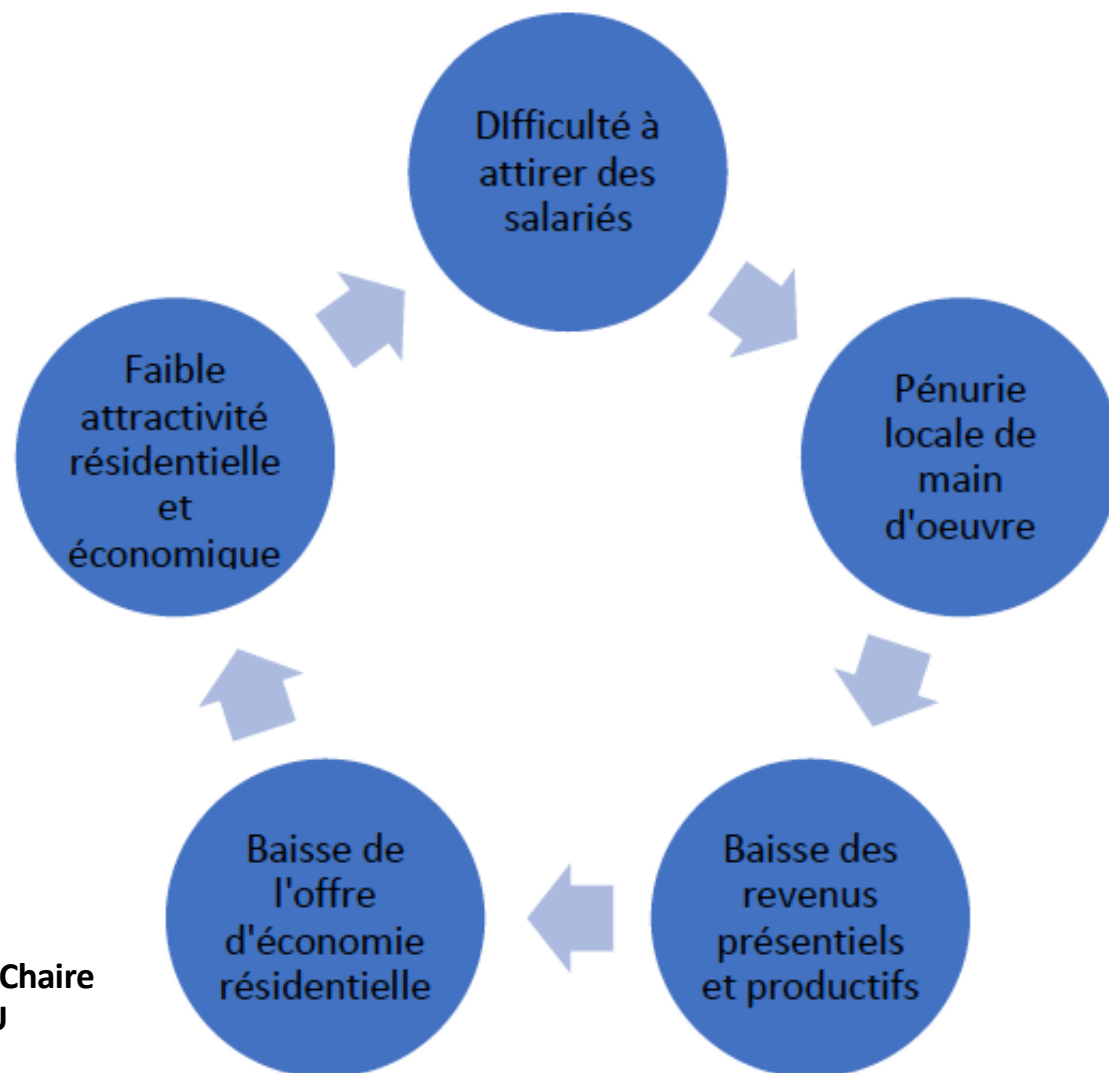 DIfficulté à
attirer des
salariés
Pénurie
locale de
main
d'oeuvre
Baisse des
revenus
présentiels
et productifs
Baisse de
l'offre
d'économie
résidentielle
Faible
attractivité
résidentielle
et
économique
Chaire